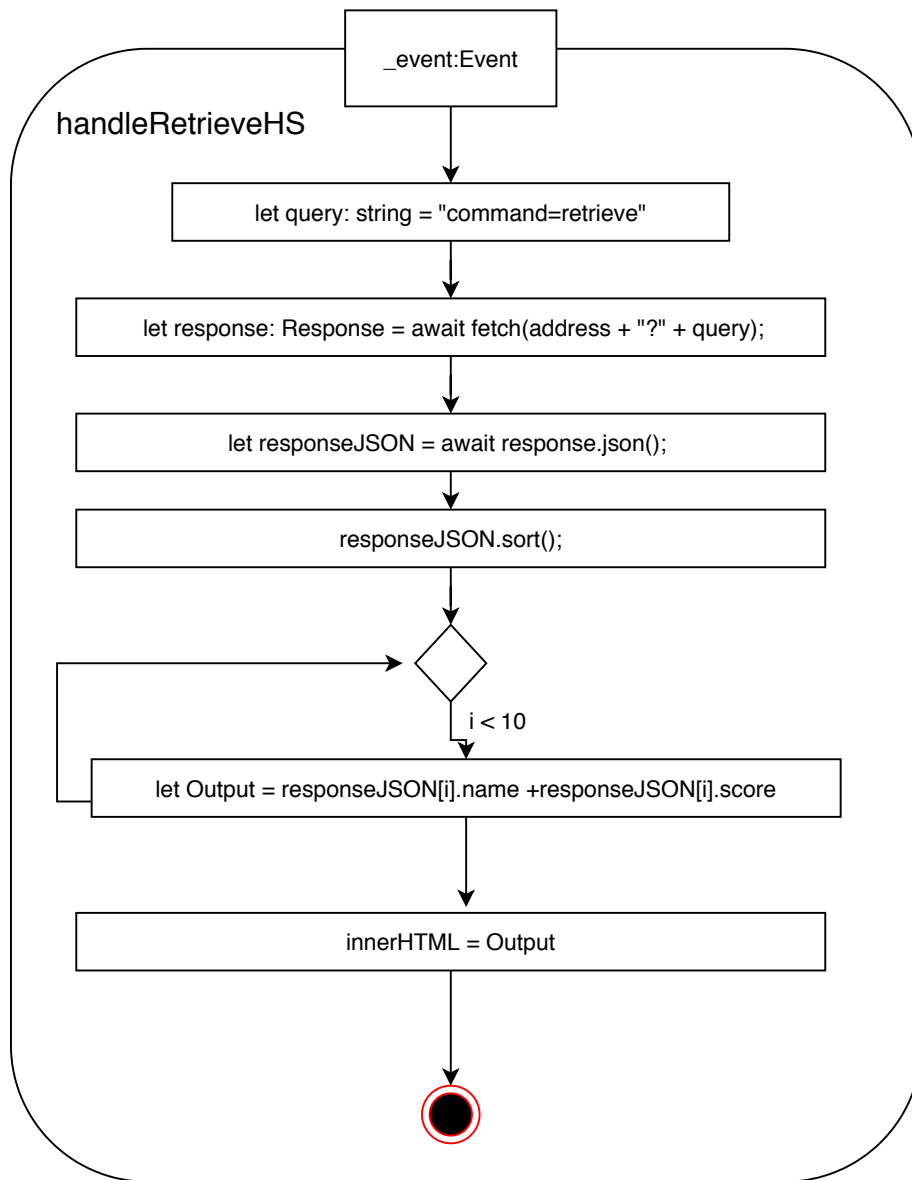 _event:Event
handleRetrieveHS
let query: string = "command=retrieve"
let response: Response = await fetch(address + "?" + query);
let responseJSON = await response.json();
responseJSON.sort();
i < 10
let Output = responseJSON[i].name +responseJSON[i].score
innerHTML = Output